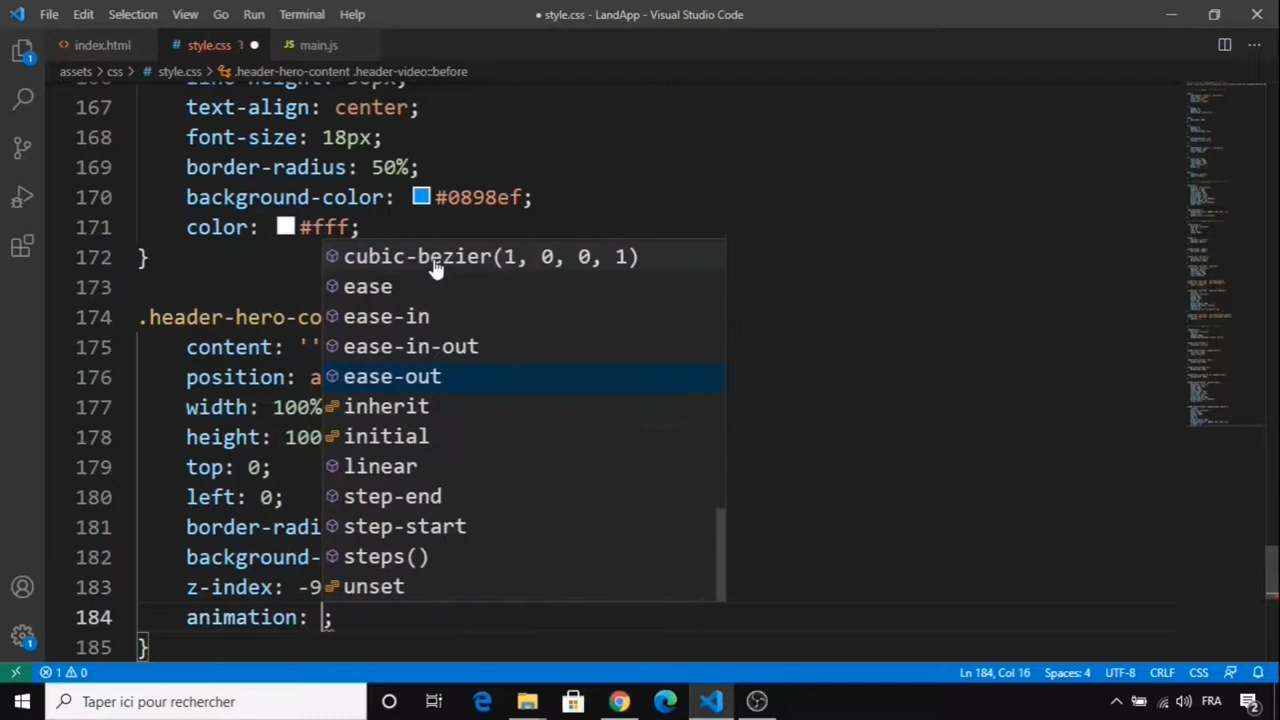 File Edit Selection View Go Run Terminal Help ● style.css - LandApp - Visual Studio Code
index.html # style.css ● JS main.js
assets > css > # style.css > .header-hero-content .header-video::before
167 text-align: center;
168 font-size: 18px;
169 border-radius: 50%;
170 background-color: #0898ef;
171 color: #fff;
172 }
cubic-bezier(1, 0, 0, 1)
173
ease
174 .header-hero-co
ease-in
175 content: ''
ease-in-out
176 position: a
ease-out
177 width: 100%
inherit
178 height: 100
initial
179 top: 0;
linear
180 left: 0;
step-end
181 border-radi
step-start
182 background-
steps()
183 z-index: -9
unset
184 animation: ;
185 }
1 0 Ln 184, Col 16 Spaces: 4 UTF-8 CRLF CSS
Taper ici pour rechercher FRA 2